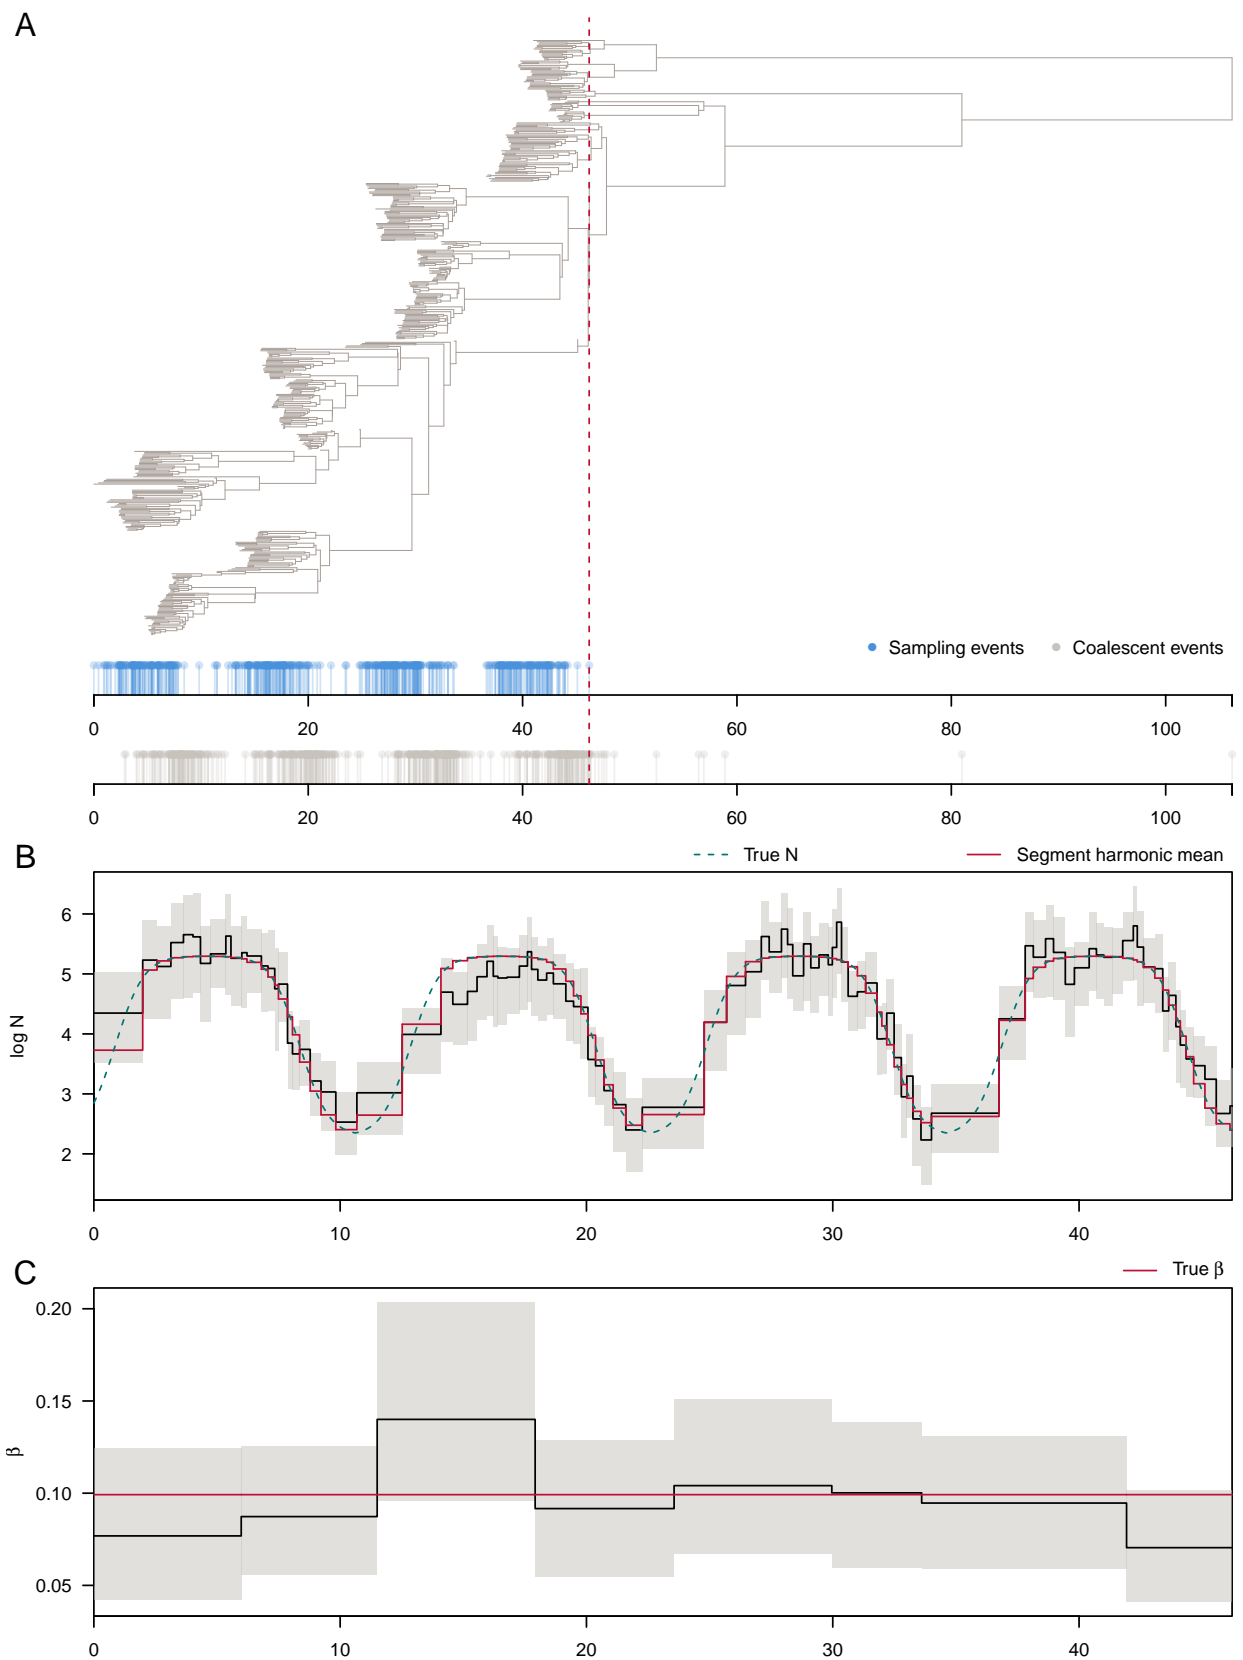 A
Sampling events Coalescent events
0 20 40 60 80 100
0 20 40 60 80 100
B
True N Segment harmonic mean
log N
6
5
4
3
2
0 10 20 30 40
C
True β
β
0.20
0.15
0.10
0.05
0 10 20 30 40